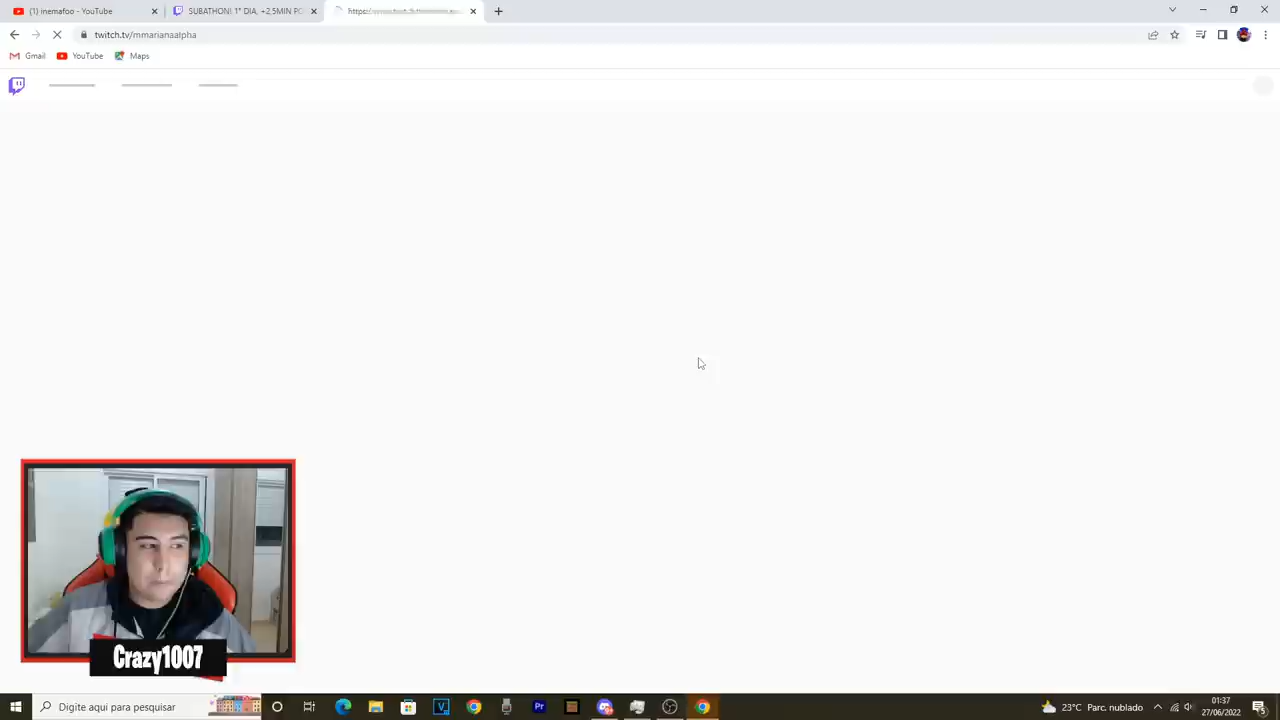 (1) inemafoo - YouTube
SUBATHON! 1° DIA, +2,5MIN PO
twitch.tv/mmarianaalpha
Gmail YouTube Maps
Crazy1007
Digite aqui para pesquisar
Pr
23°C Parc. nublado
01:37
27/06/2022